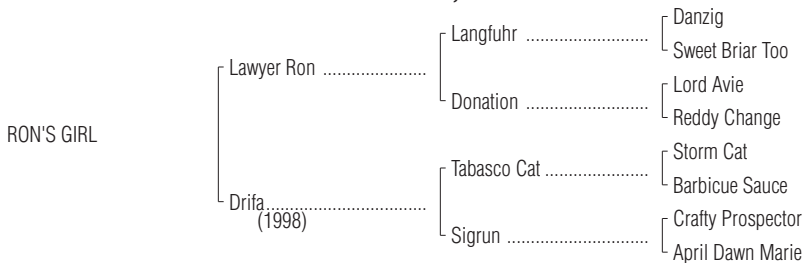 Danzig
Langfuhr ................................
Sweet Briar Too
Lawyer Ron ......................
Lord Avie
Donation ................................
Reddy Change
RON'S GIRL
Storm Cat
Tabasco Cat ...........................
Barbicue Sauce
Drifa..................................
(1998)
Crafty Prospector
Sigrun .....................................
April Dawn Marie